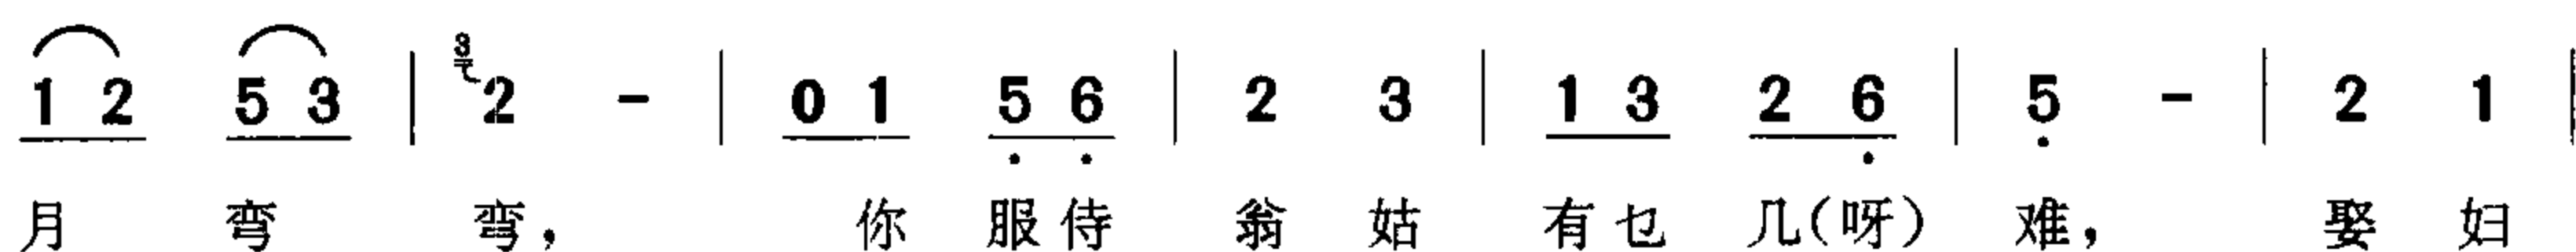 1 2 5 3 | 3 2 - | 0 1 5 6 | 2 3 | 1 3 2 6 | 5 - | 2 1 |
月 弯 弯， 你 服 侍 翁 姑 有 乜 几（呀） 难， 娶 妇